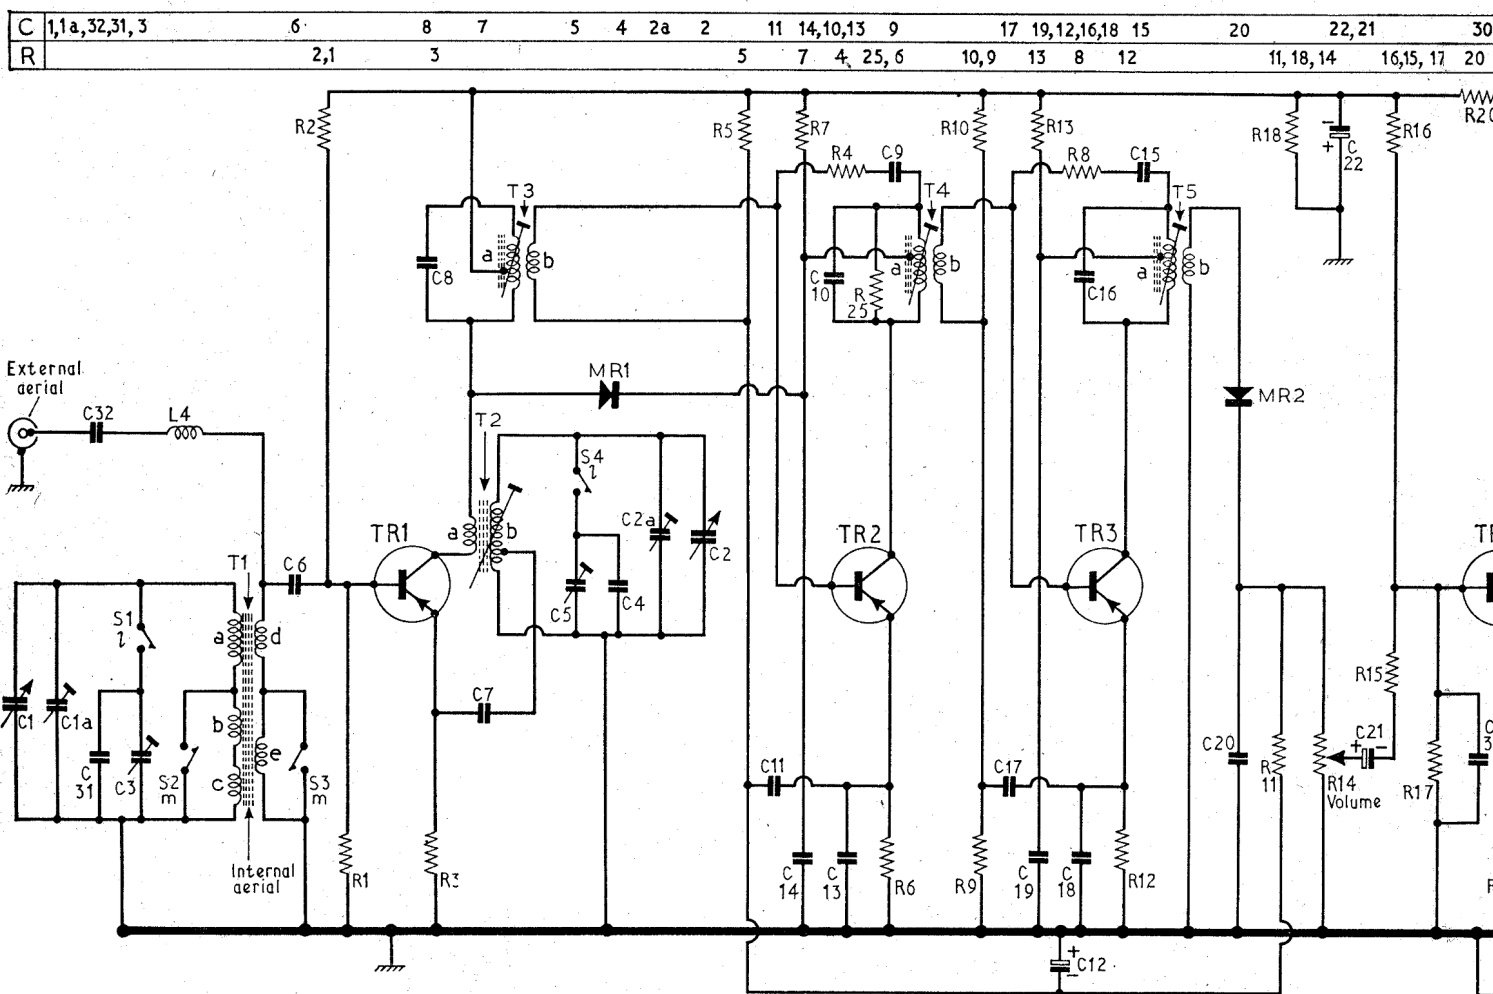 C 1,1a,32,31,3 6 8 7 5 4 2a 2 11 14,10,13 9 17 19,12,16,18 15 20 22,21 30
R 2,1 3 5 7 4, 25, 6 10,9 13 8 12 11, 18, 14 16,15, 17 20
R2
R5
R7
R4
C9
R10
R13
R8
C15
R18
C
22
R16
R20
- +
T3
T4
T5
C8
a
b
C
10
R
25
a
b
C16
a
b
External
aerial
C32
L4
MR1
MR2
T2
S4
l
a
b
C2a
C2
C5
C4
TR1
TR2
TR3
C6
T1
S1
l
a
d
b
e
c
C1
C1a
C
31
C3
S2
m
S3
m
C7
C11
C17
C20
R
11
R14
Volume
R15
+ C21 -
R17
Internal
aerial
R1
R3
C
14
C
13
R6
R9
C
19
C
18
R12
+
C12
-